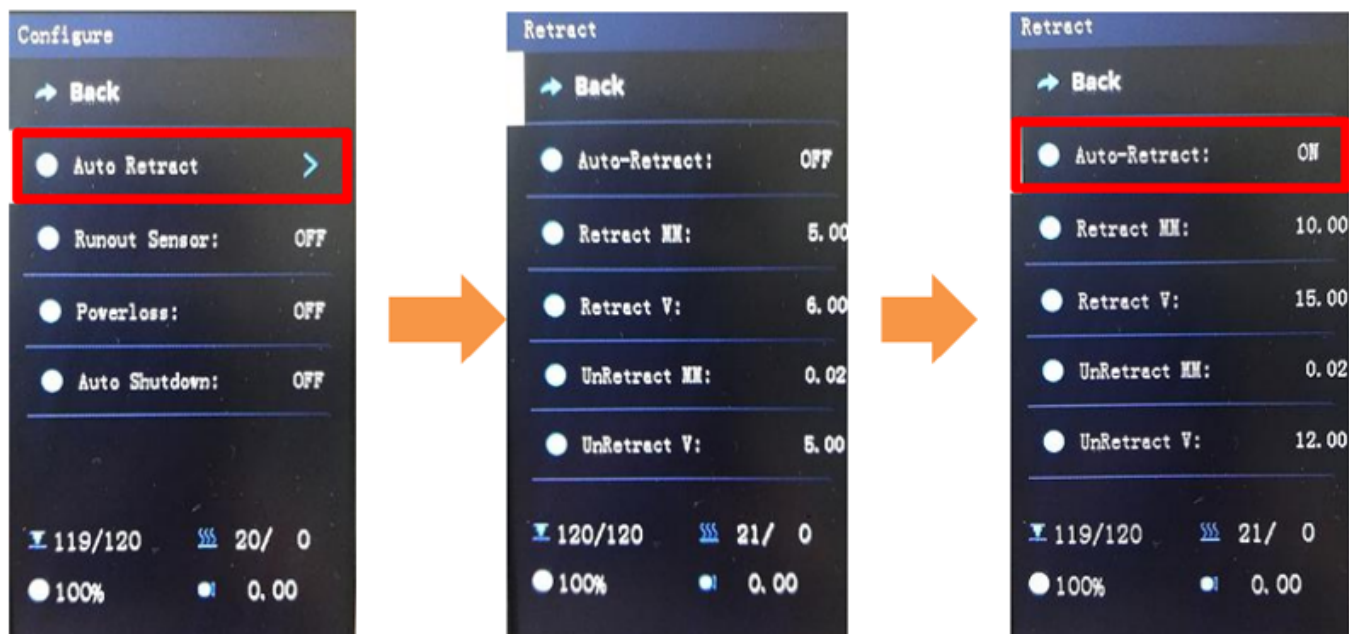 Configure
Back
Auto Retract >
Runout Sensor: OFF
Powerloss: OFF
Auto Shutdown: OFF
119/120 20/ 0
100% 0.00
Retract
Back
Auto-Retract: OFF
Retract MM: 5.00
Retract V: 6.00
UnRetract MM: 0.02
UnRetract V: 5.00
120/120 21/ 0
100% 0.00
Retract
Back
Auto-Retract: ON
Retract MM: 10.00
Retract V: 15.00
UnRetract MM: 0.02
UnRetract V: 12.00
119/120 21/ 0
100% 0.00